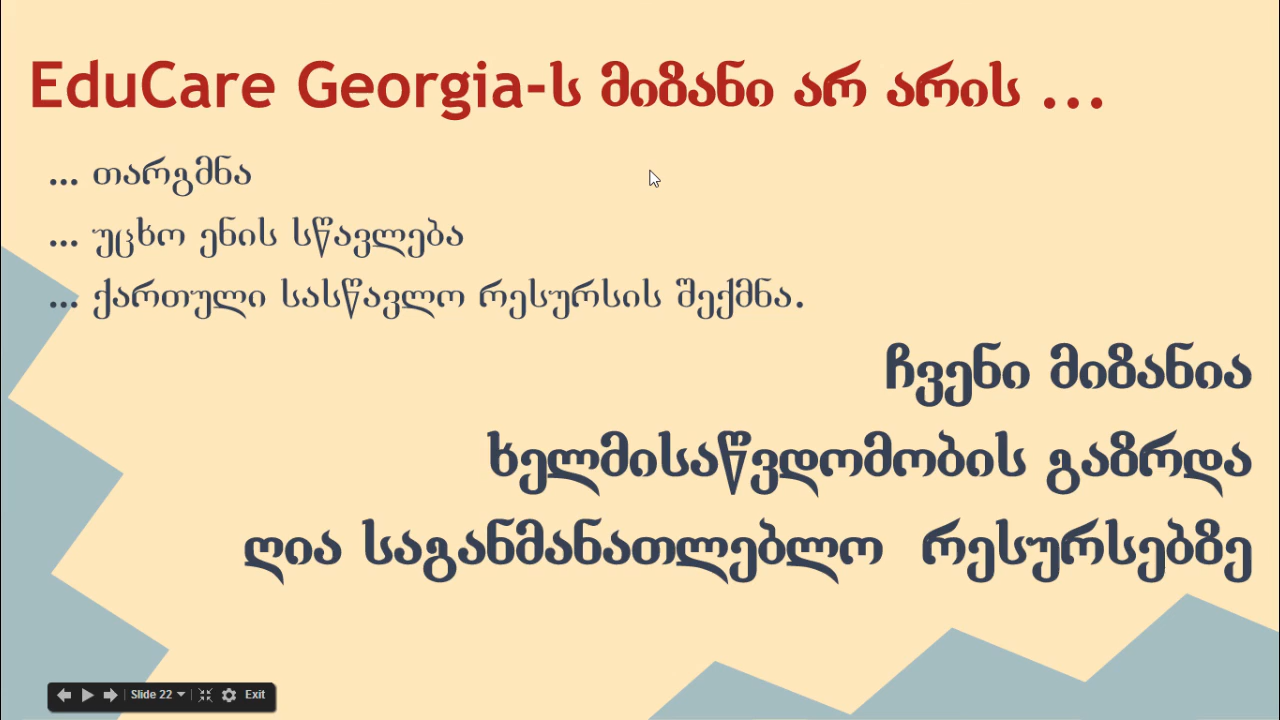 EduCare Georgia-ს მიზანი არ არის ...
... თარგმნა
... უცხო ენის სწავლება
... ქართული სასწავლო რესურსის შექმნა.
ჩვენი მიზანია
ხელმისაწვდომობის გაზრდა
ღია საგანმანათლებლო რესურსებზე
Slide 22 Exit